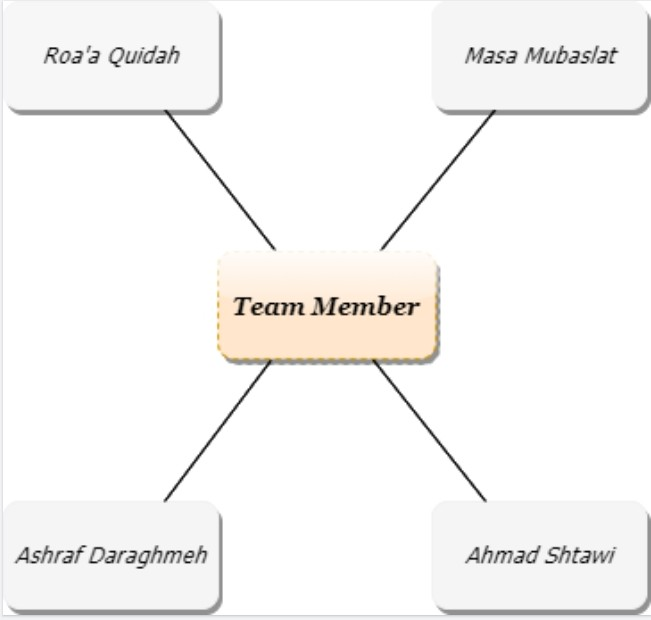 Roa'a Quidah
Masa Mubaslat
Team Member
Ashraf Daraghmeh
Ahmad Shtawi